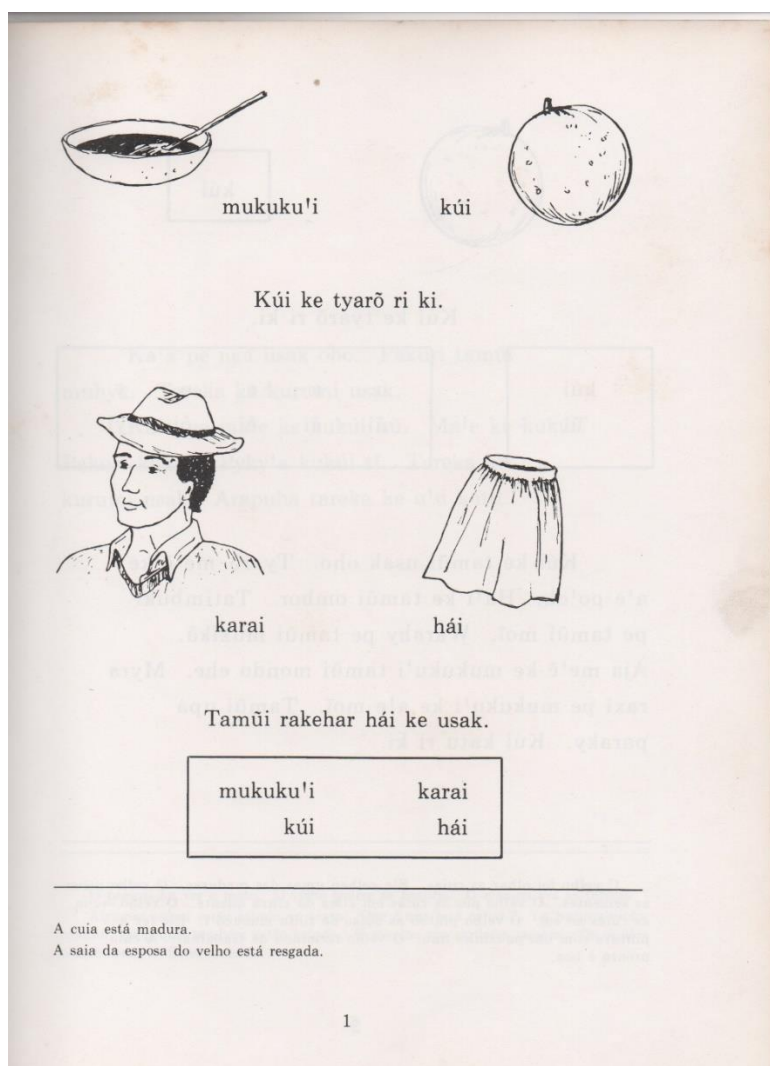 mukuku'i kúi
Kúi ke tyarõ ri ki.
karai hái
Tamũi rakehar hái ke usak.
mukuku'i karai
kúi hái
A cuia está madura.
A saia da esposa do velho está resgada.
1